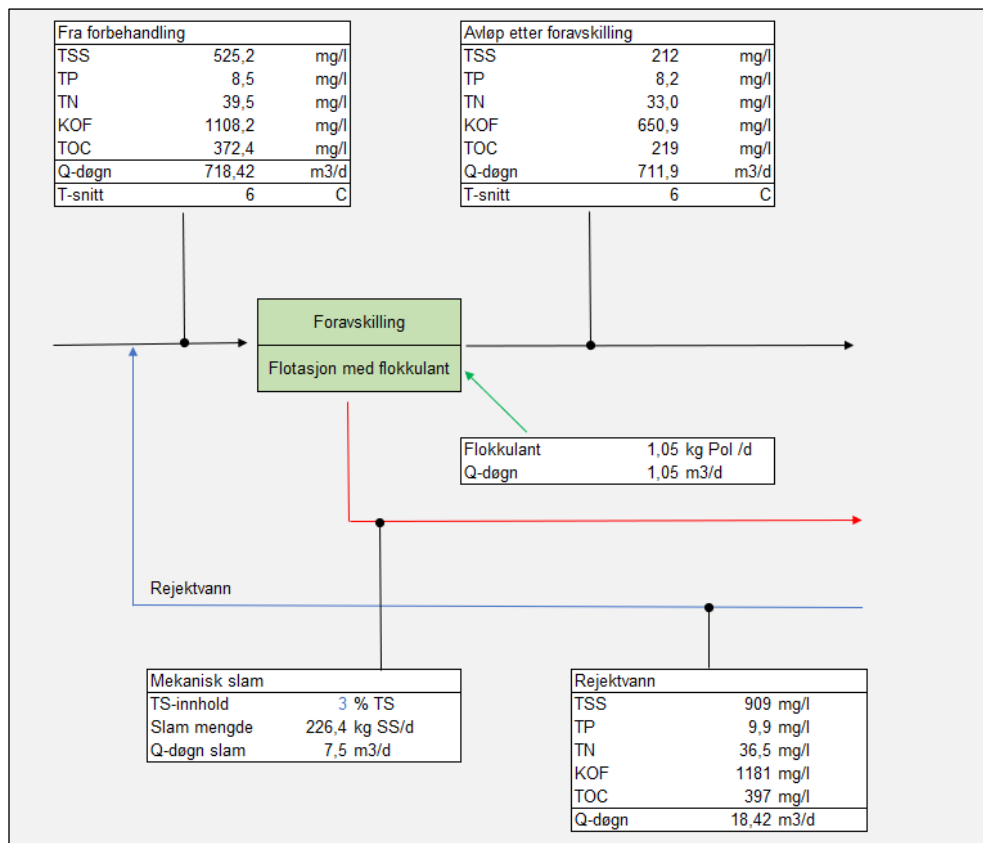 Fra forbehandling
TSS 525,2 mg/l
TP 8,5 mg/l
TN 39,5 mg/l
KOF 1108,2 mg/l
TOC 372,4 mg/l
Q-døgn 718,42 m3/d
T-snitt 6 C
Avløp etter foravskilling
TSS 212 mg/l
TP 8,2 mg/l
TN 33,0 mg/l
KOF 650,9 mg/l
TOC 219 mg/l
Q-døgn 711,9 m3/d
T-snitt 6 C
Foravskilling
Flotasjon med flokkulant
Flokkulant 1,05 kg Pol /d
Q-døgn 1,05 m3/d
Rejektvann
Mekanisk slam
TS-innhold 3 % TS
Slam mengde 226,4 kg SS/d
Q-døgn slam 7,5 m3/d
Rejektvann
TSS 909 mg/l
TP 9,9 mg/l
TN 36,5 mg/l
KOF 1181 mg/l
TOC 397 mg/l
Q-døgn 18,42 m3/d